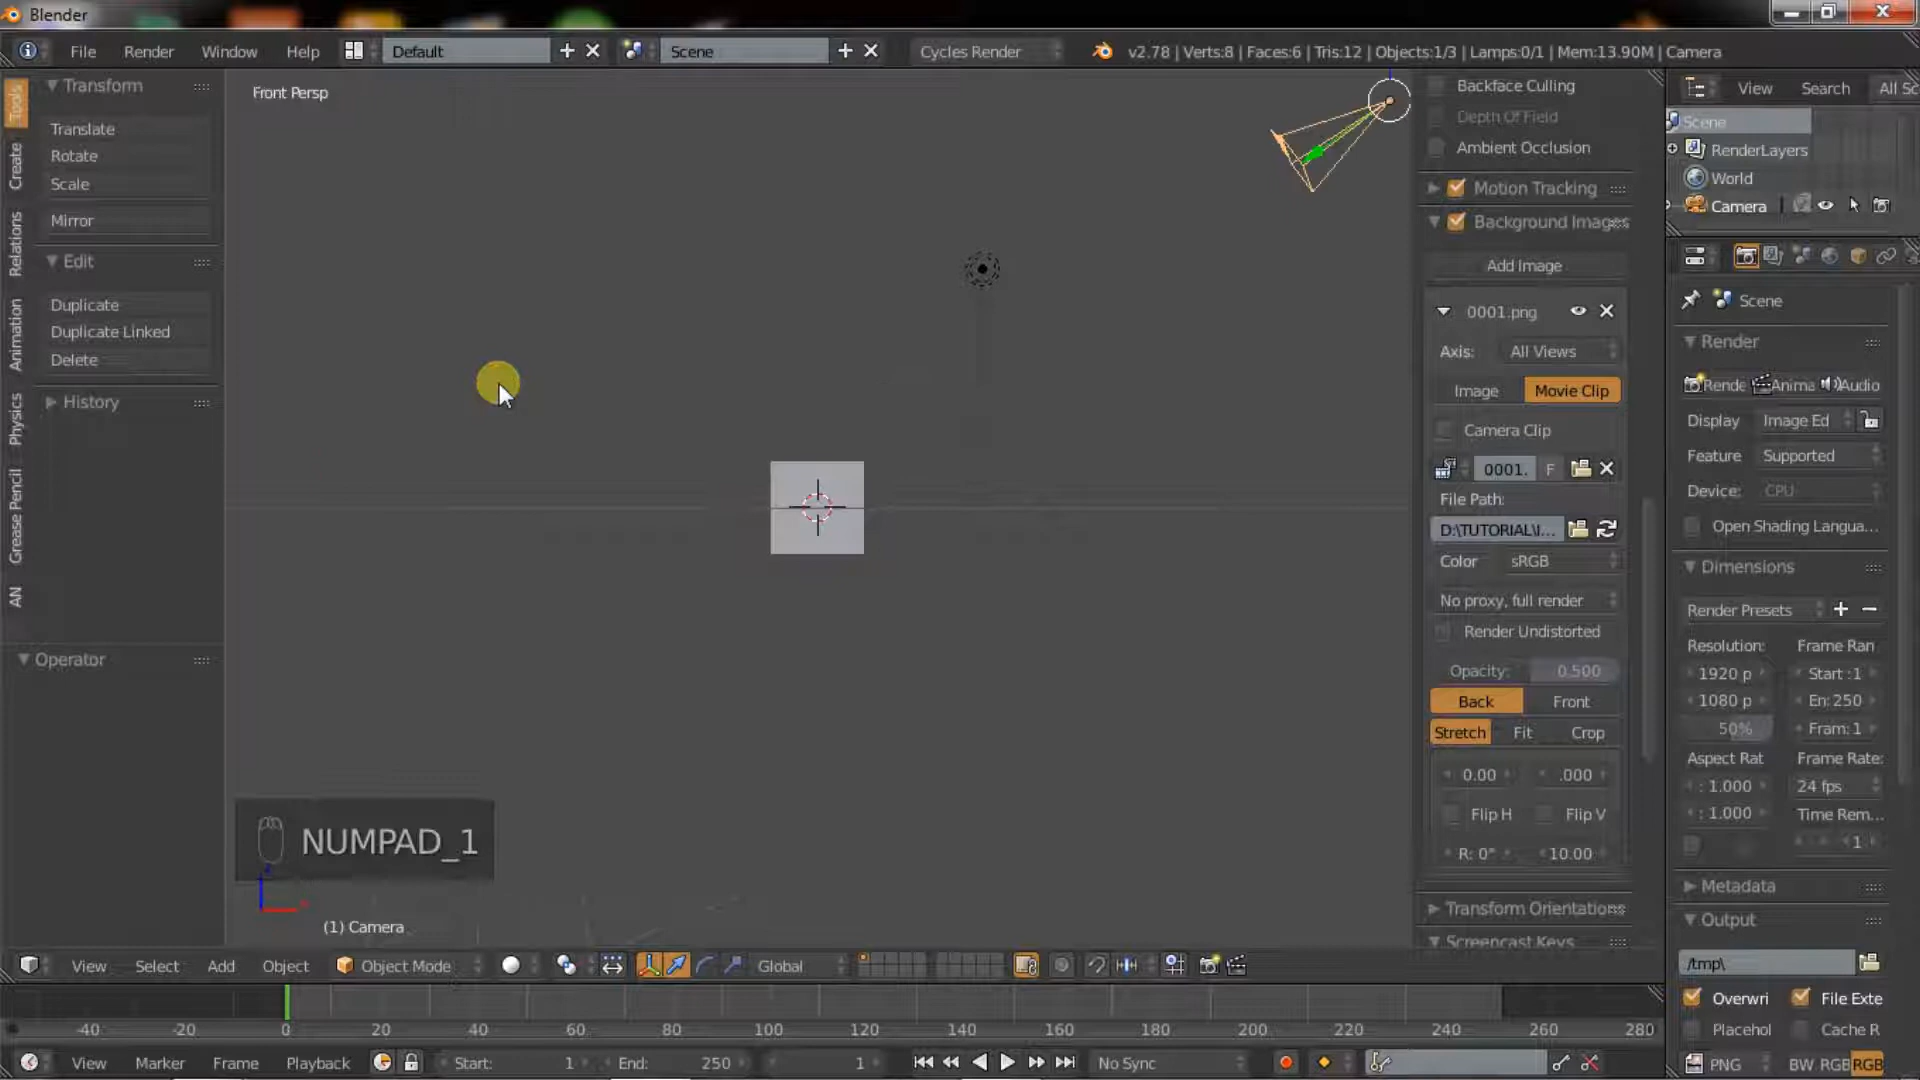 Blender
File Render Window Help Default Scene Cycles Render v2.78 | Verts:8 | Faces:6 | Tris:12 | Objects:1/3 | Lamps:0/1 | Mem:13.90M | Camera
Tools
Create
Relations
Animation
Physics
Grease Pencil
AN
Transform
Translate
Rotate
Scale
Mirror
Edit
Duplicate
Duplicate Linked
Delete
History
Operator
Front Persp
NUMPAD_1
(1) Camera
Backface Culling
Depth Of Field
Ambient Occlusion
Motion Tracking
Background Images
Add Image
0001.png
Axis: All Views
Image Movie Clip
Camera Clip
0001. F
File Path:
D:\TUTORIAL\I...
Color sRGB
No proxy, full render
Render Undistorted
Opacity: 0.500
Back Front
Stretch Fit Crop
0.00 .000
Flip H Flip V
R: 0° 10.00
Transform Orientations
Screencast Keys
View Search All Sc
Scene
RenderLayers
World
Camera
Scene
Render
Rende Anima Audio
Display Image Ed
Feature Supported
Device: CPU
Open Shading Langua...
Dimensions
Render Presets
Resolution: Frame Ran
1920 p Start :1
1080 p En: 250
50% Fram: 1
Aspect Rat Frame Rate:
: 1.000 24 fps
: 1.000 Time Rem...
1
Metadata
Output
/tmp\
Overwri File Exte
Placehol Cache R
PNG BW RGB RGB
View Select Add Object Object Mode Global
-40 -20 0 20 40 60 80 100 120 140 160 180 200 220 240 260 280
View Marker Frame Playback Start: 1 End: 250 1 No Sync